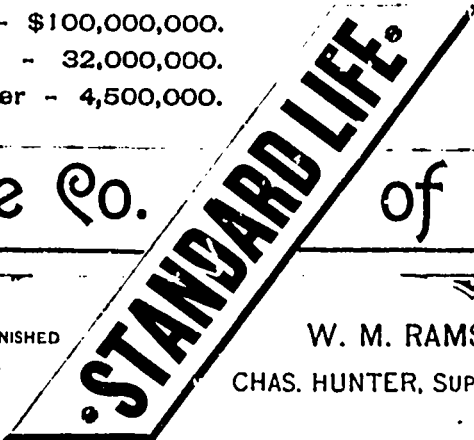 - $100,000,000.
- 32,000,000.
er - 4,500,000.
STANDARD LIFE
e Co. of
NISHED
W. M. RAMS
CHAS. HUNTER, SUP